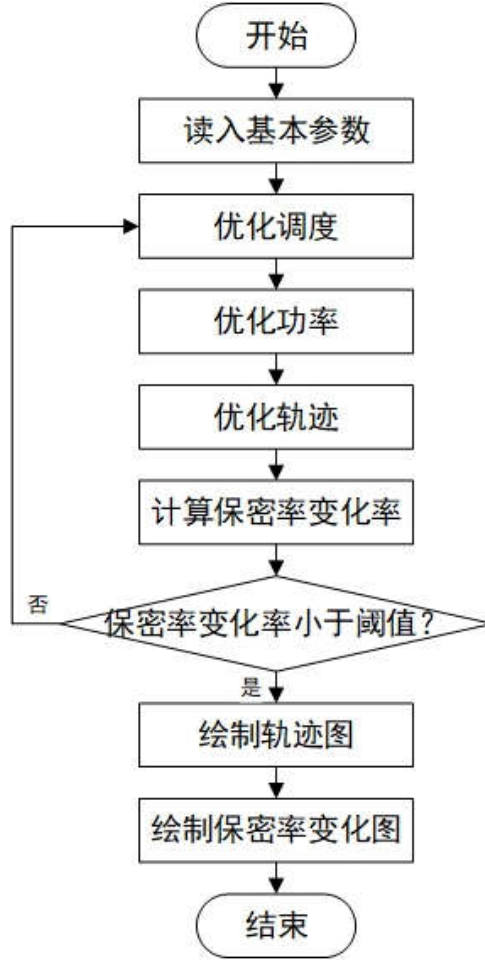 开始
读入基本参数
优化调度
优化功率
优化轨迹
计算保密率变化率
否
保密率变化率小于阈值？
是
绘制轨迹图
绘制保密率变化图
结束